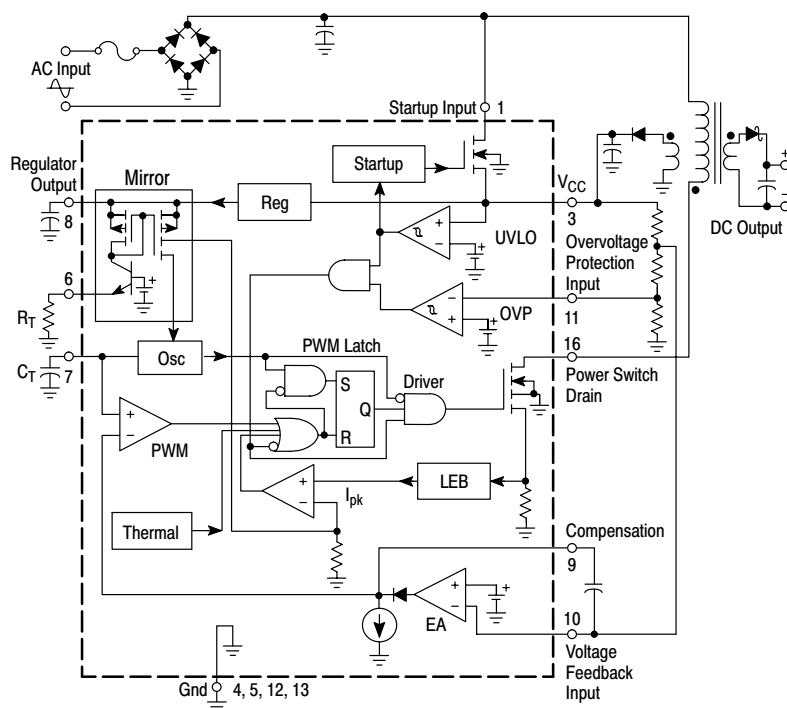 AC Input
Startup Input 1
Regulator
Output
8
Mirror
Startup
Reg
VCC
3
UVLO
DC Output
+
−
Overvoltage
Protection
Input
11
OVP
6
RT
CT
7
Osc
PWM Latch
S
Q
R
Driver
16
Power Switch
Drain
PWM
Ipk
LEB
Thermal
Compensation
9
EA
10
Voltage
Feedback
Input
Gnd 4, 5, 12, 13